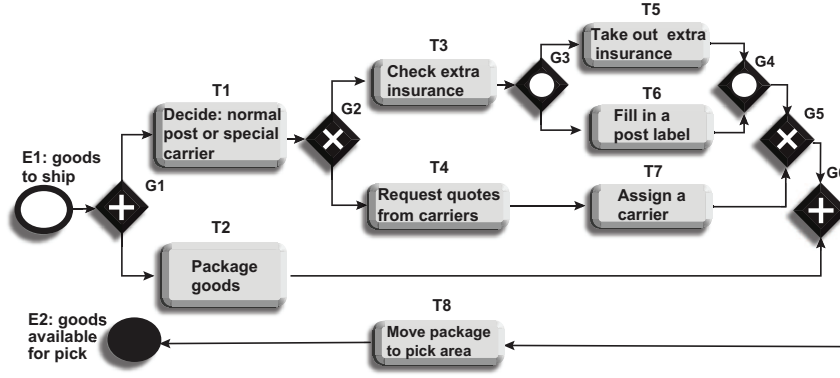 T5
Take out extra
insurance
G3
G4
T3
Check extra
insurance
T6
Fill in a
post label
T1
Decide: normal
post or special
carrier
G2
G5
E1: goods
to ship
G1
T4
Request quotes
from carriers
T7
Assign a
carrier
T2
Package
goods
E2: goods
available
for pick
T8
Move package
to pick area